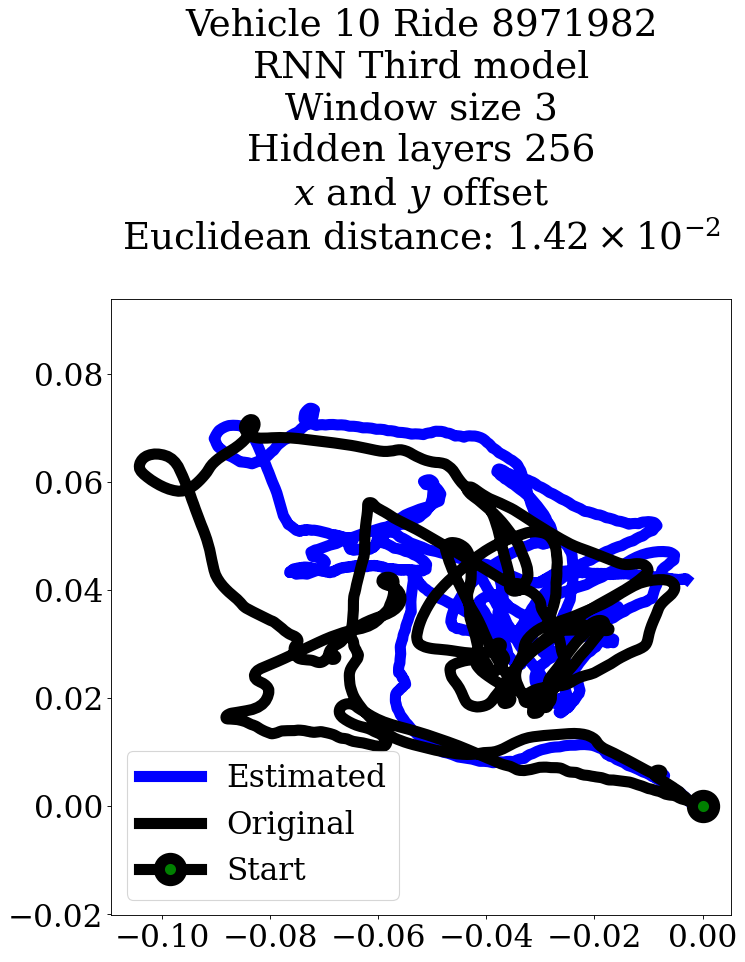 Vehicle 10 Ride 8971982
RNN Third model
Window size 3
Hidden layers 256
x and y offset
Euclidean distance: 1.42 × 10⁻²
0.08
0.06
0.04
0.02
0.00
−0.02
Estimated
Original
Start
−0.10 −0.08 −0.06 −0.04 −0.02 0.00